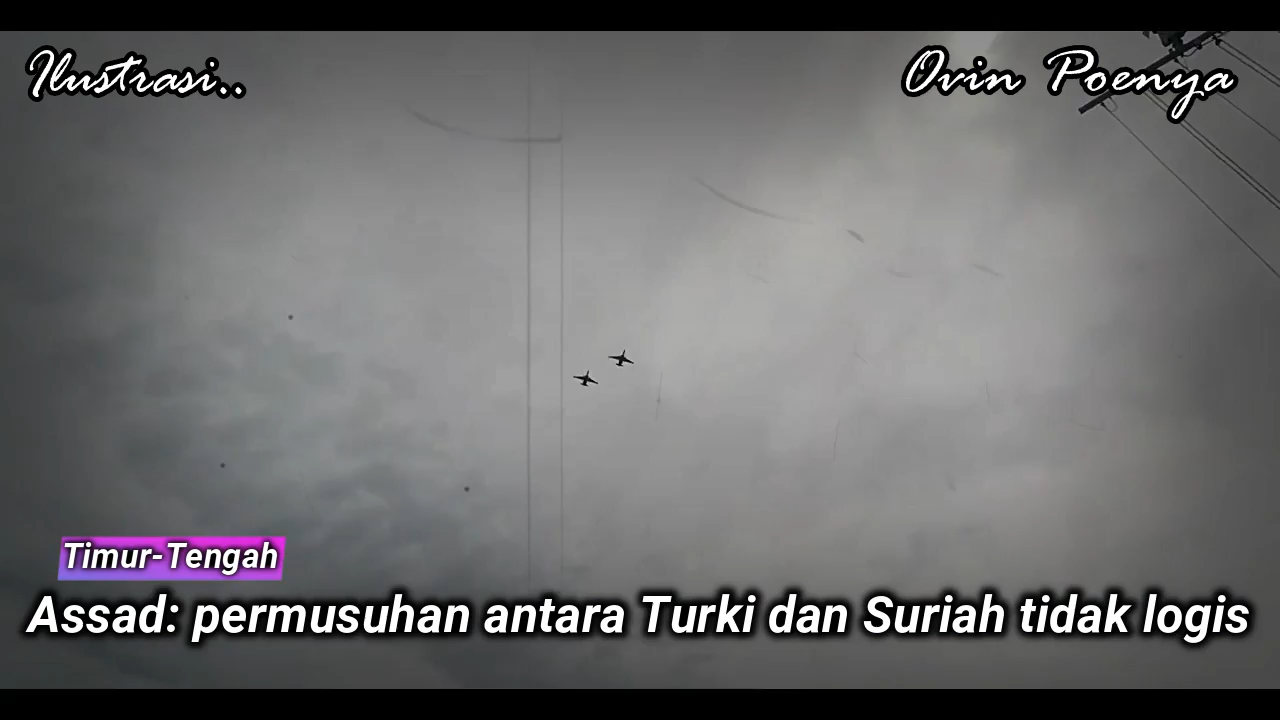 Ilustrasi..
Ovin Poenya
Timur-Tengah
Assad: permusuhan antara Turki dan Suriah tidak logis